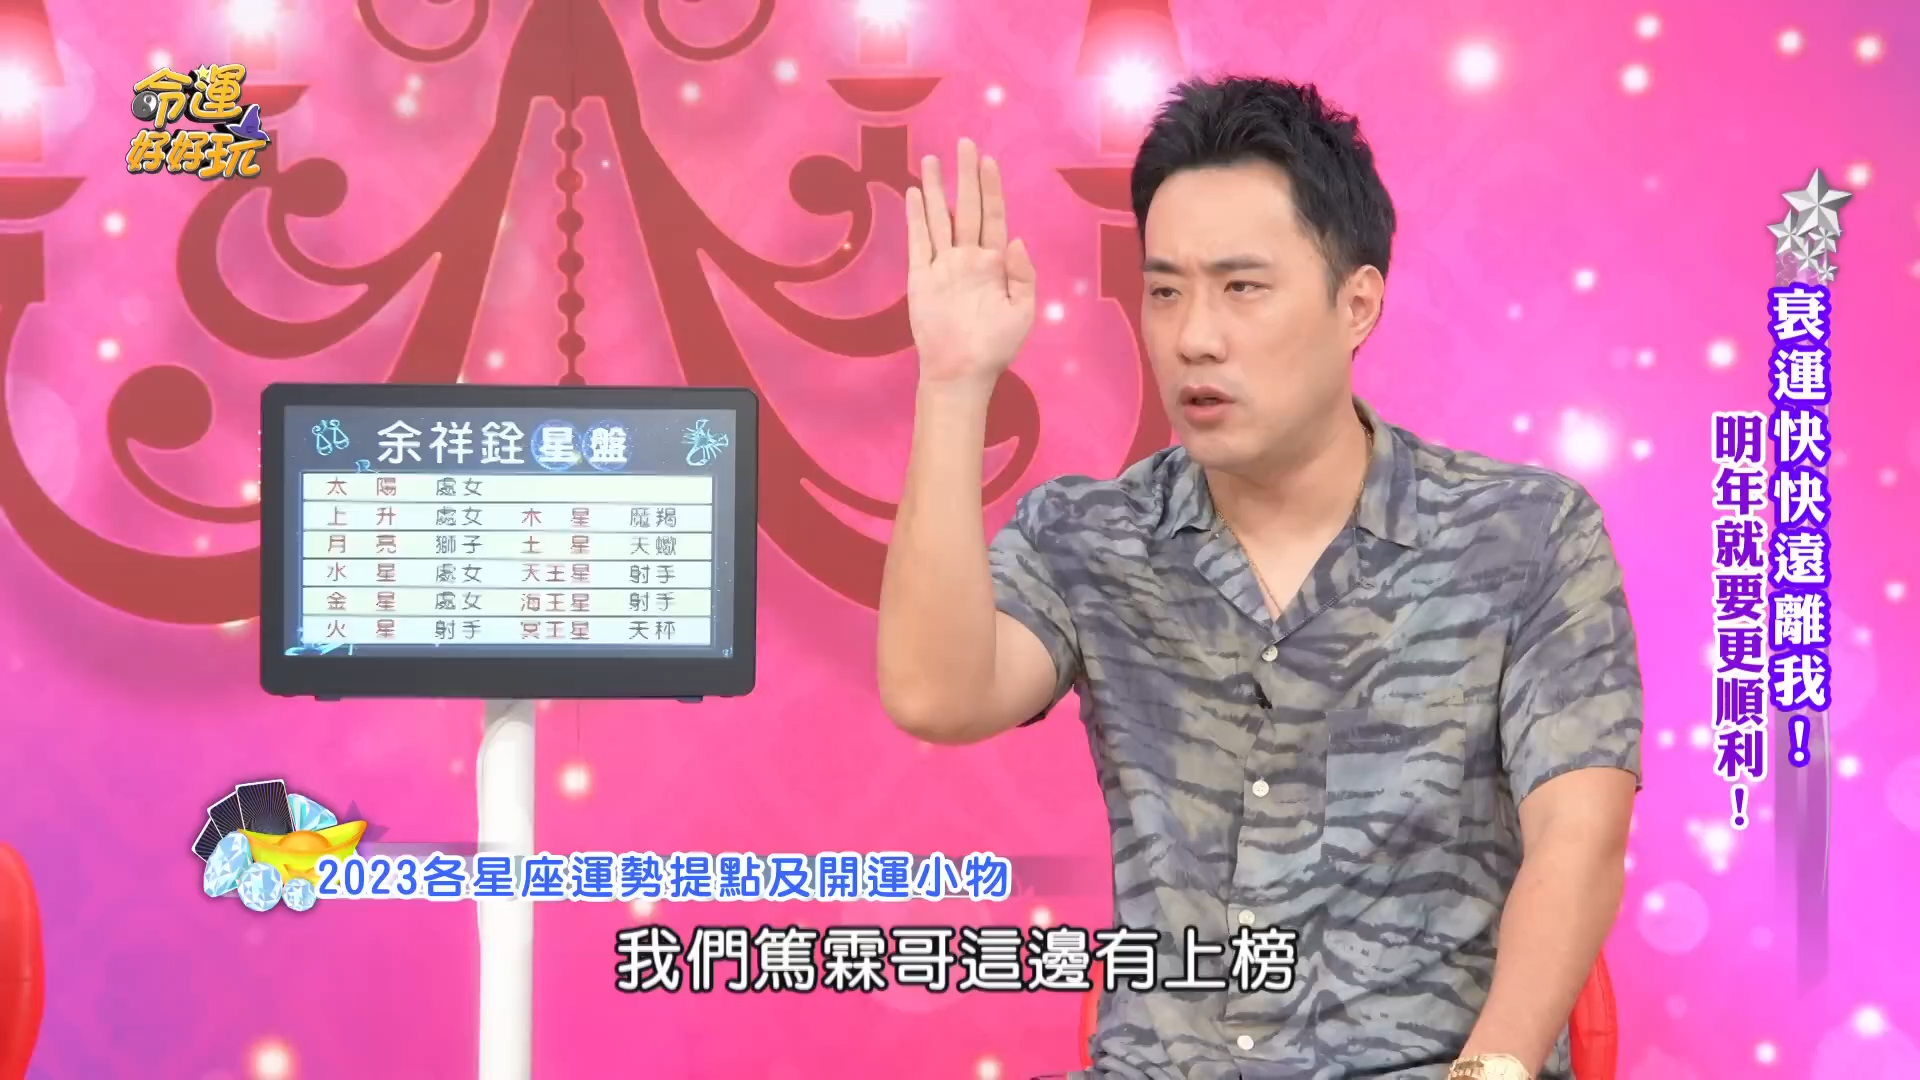 命運
好好玩
衰運快快遠離我！
明年就要更順利！
余祥銓星盤
太陽 處女
上升 處女 木星 魔羯
月亮 獅子 土星 天蠍
水星 處女 天王星 射手
金星 處女 海王星 射手
火星 射手 冥王星 天秤
2023各星座運勢提點及開運小物
我們篤霖哥這邊有上榜